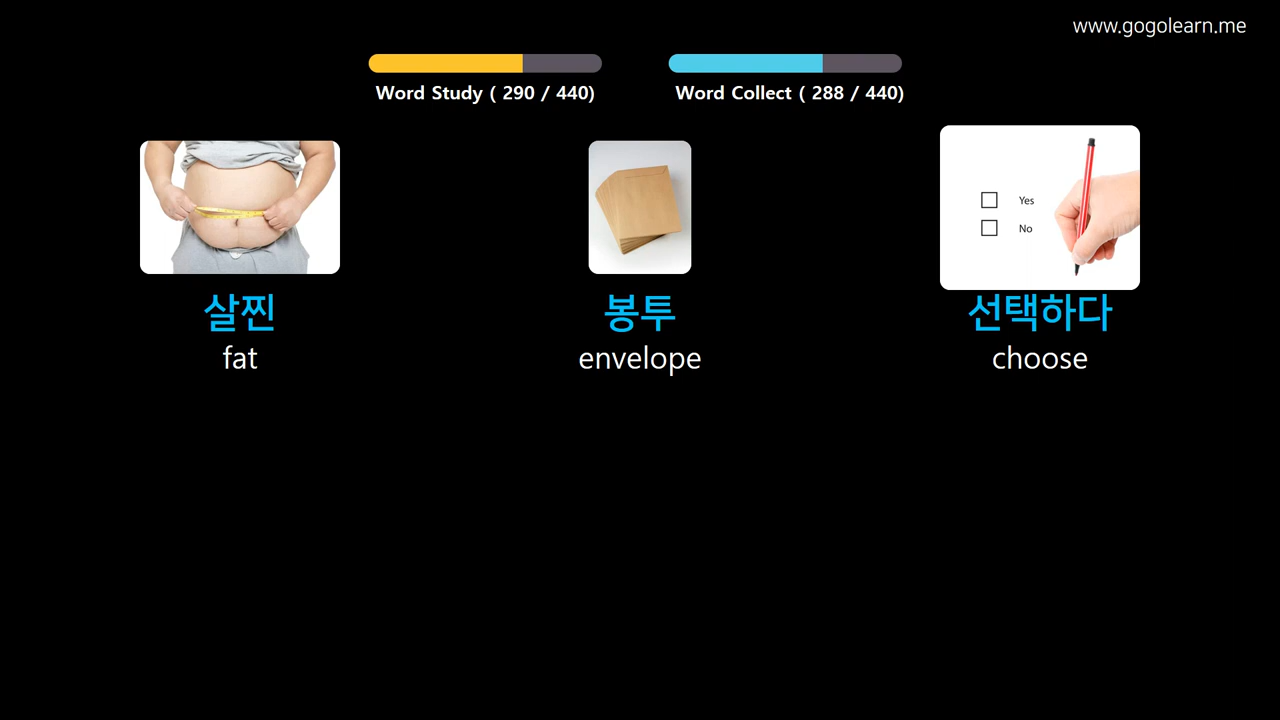 www.gogolearn.me
Word Study ( 290 / 440)
Word Collect ( 288 / 440)
Yes
No
살찐
fat
봉투
envelope
선택하다
choose